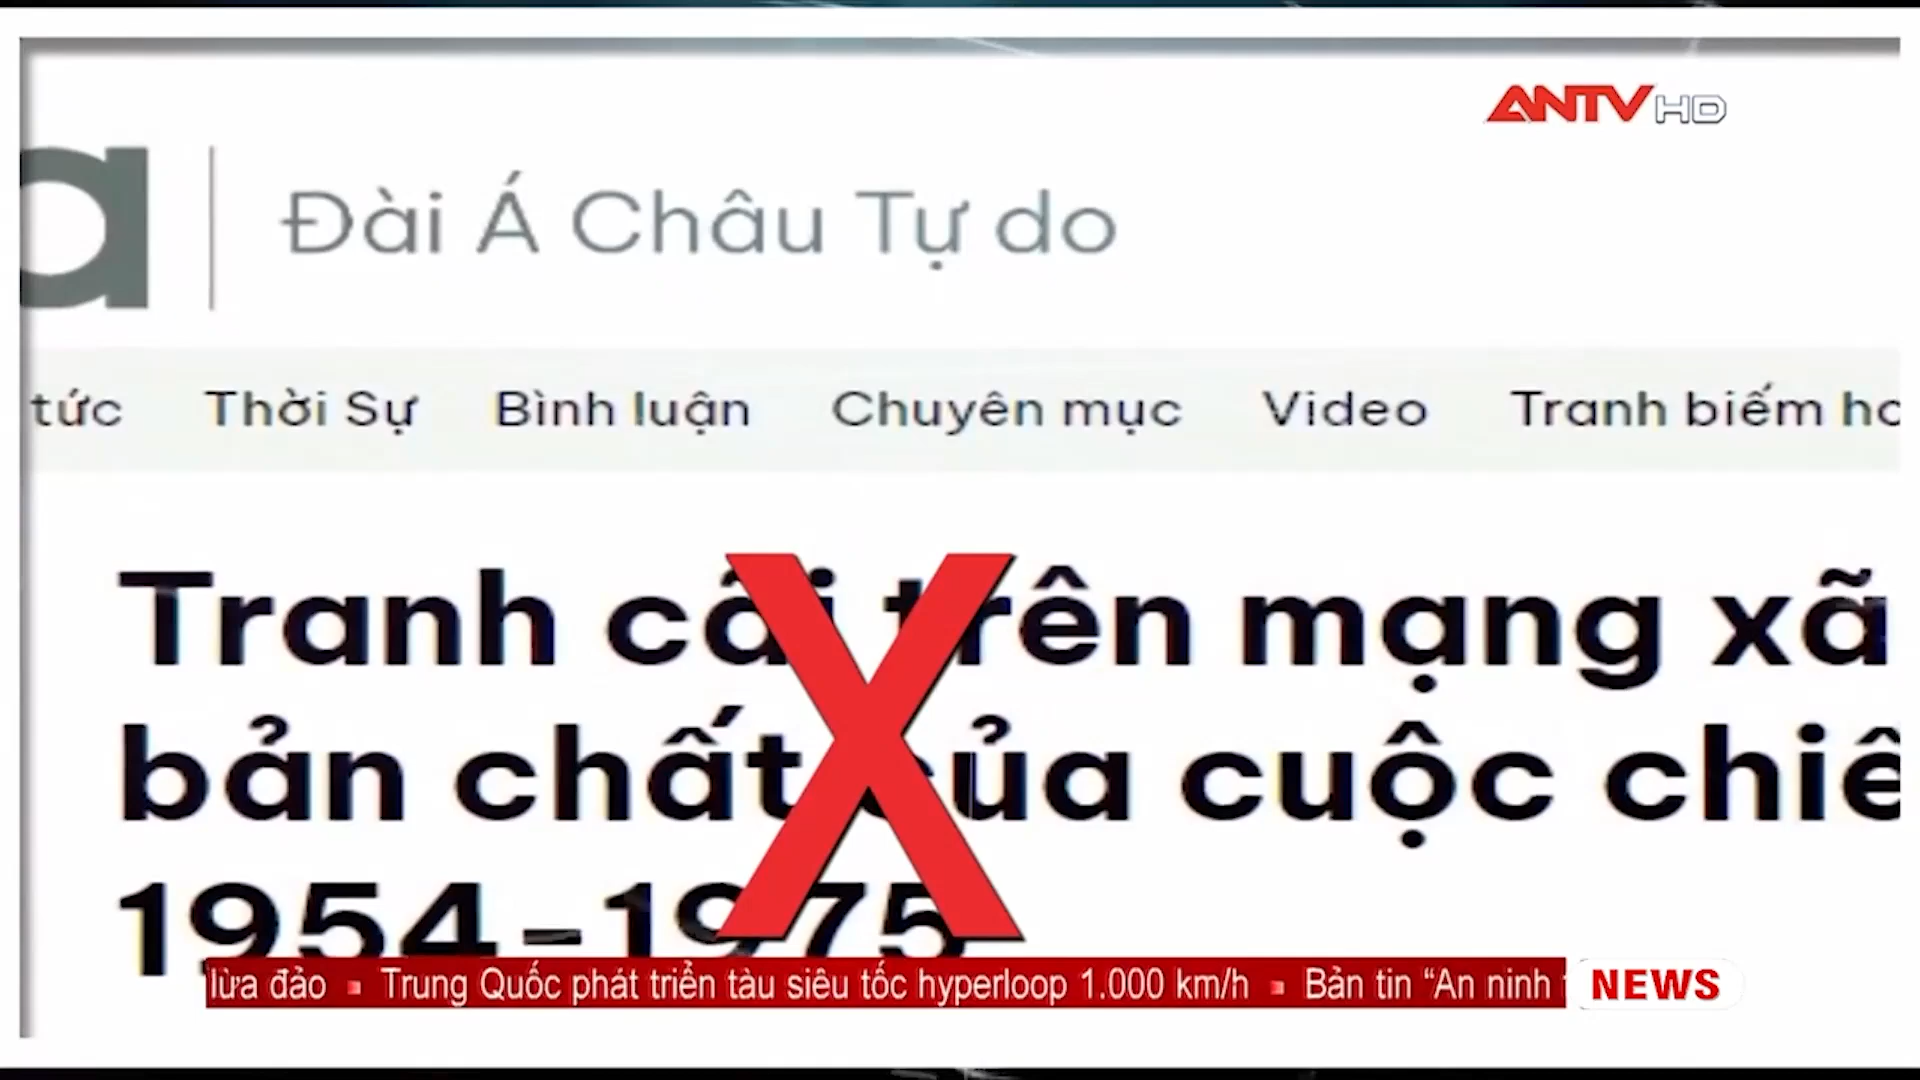 ANTV HD
a | Đài Á Châu Tự do
tức Thời Sự Bình luận Chuyên mục Video Tranh biếm
Tranh cãi trên mạng xã
bản chất của cuộc
1954-1975
lừa đảo ▪ Trung Quốc phát triển tàu siêu tốc hyperloop 1.000 km/h ▪ Bản tin “An ninh
NEWS